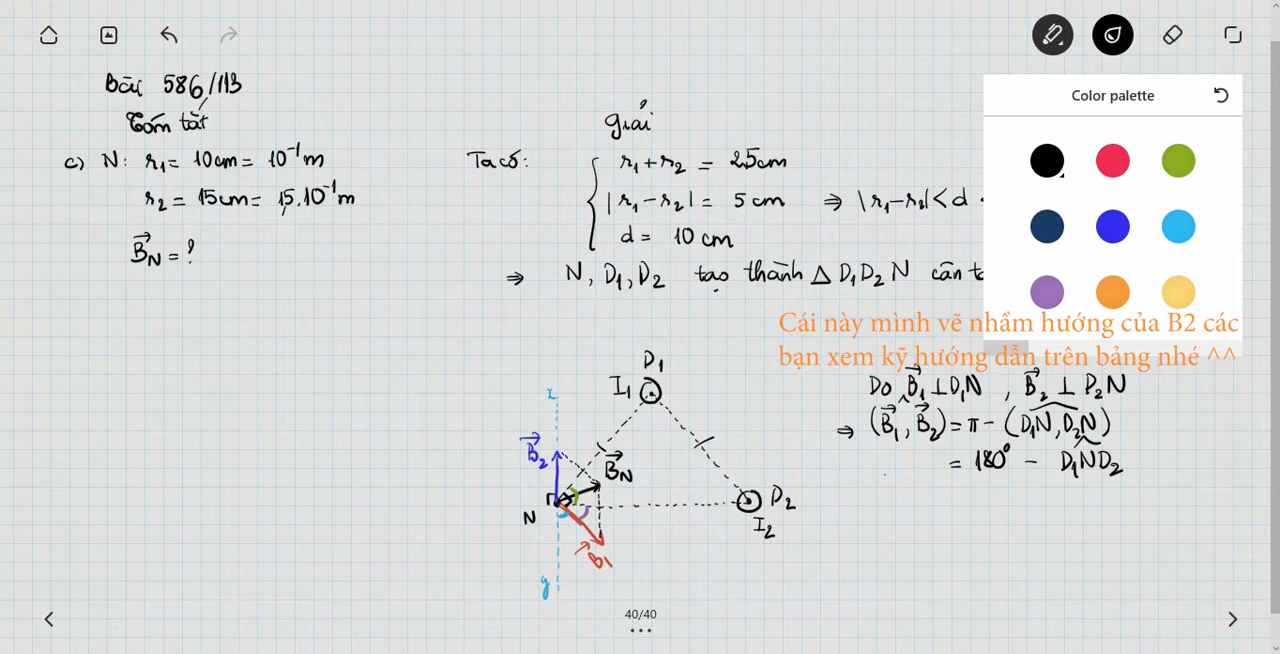 Color palette
Bài 586/113
Tóm tắt
c) N: r₁ = 10cm = 10⁻¹m
r₂ = 15cm = 15.10⁻¹m
B⃗_N = ?
Giải
Ta có: { r₁ + r₂ = 25cm
|r₁ - r₂| = 5 cm ⇒ |r₁ - r₂| < d
d = 10 cm
⇒ N, D₁, D₂ tạo thành Δ D₁D₂N cân
Cái này mình vẽ nhầm hướng của B2 các
bạn xem kỹ hướng dẫn trên bảng nhé ^^
Do B⃗₁ ⊥ D₁N , B⃗₂ ⊥ D₂N
⇒ (B⃗₁, B⃗₂) = π - (D₁N, D₂N)
= 180° - D₁ND₂
D₁
I₁
x
B⃗₂
B⃗_N
N
D₂
I₂
B⃗₁
y
40/40